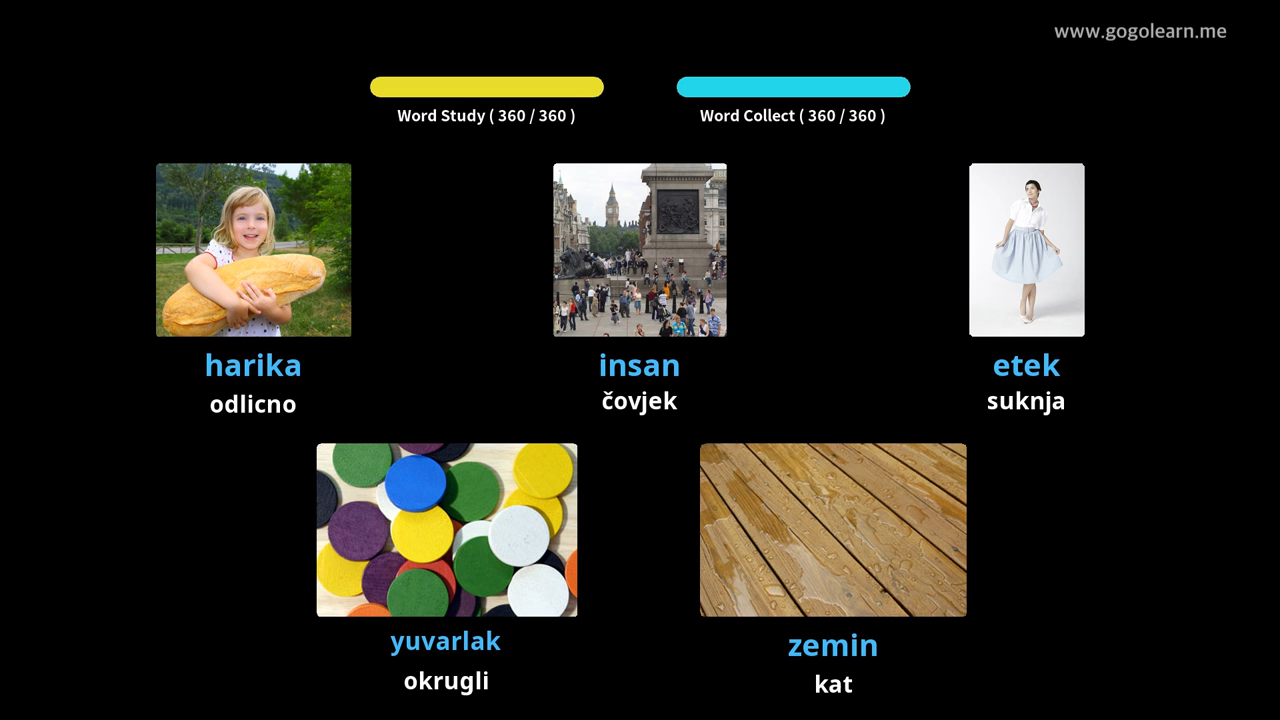 www.gogolearn.me
Word Study ( 360 / 360 )
Word Collect ( 360 / 360 )
harika
odlicno
insan
čovjek
etek
suknja
yuvarlak
okrugli
zemin
kat